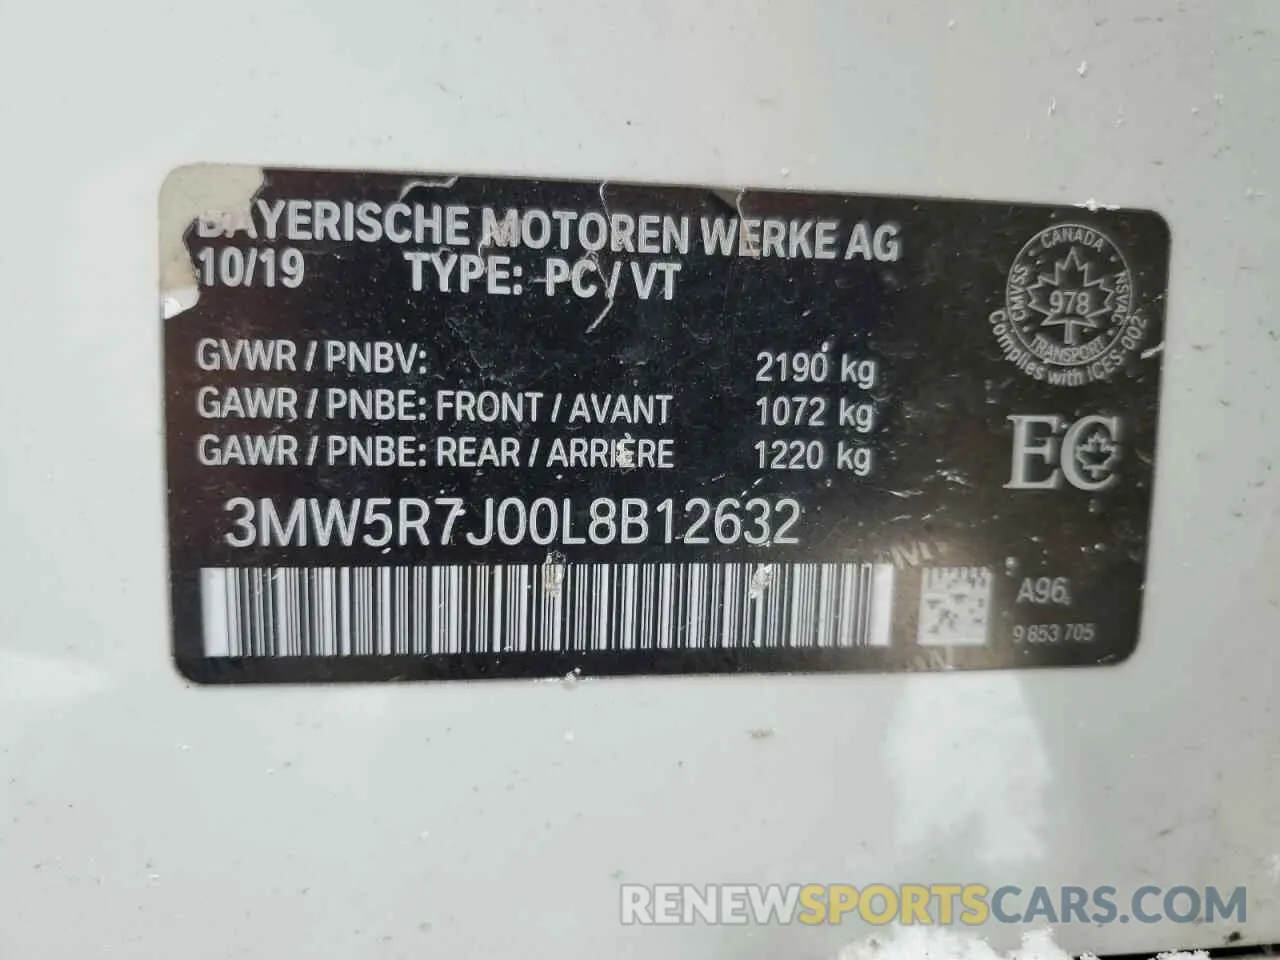 BAYERISCHE MOTOREN WERKE AG
10/19 TYPE: PC / VT
GVWR / PNBV: 2190 kg
GAWR / PNBE: FRONT / AVANT 1072 kg
GAWR / PNBE: REAR / ARRIÈRE 1220 kg
3MW5R7J00L8B12632
CANADA
CMVSS
NSVAC
978
TRANSPORT
Complies with ICES-002
EC
A96
9 853 705
RENEWSPORTSCARS.COM